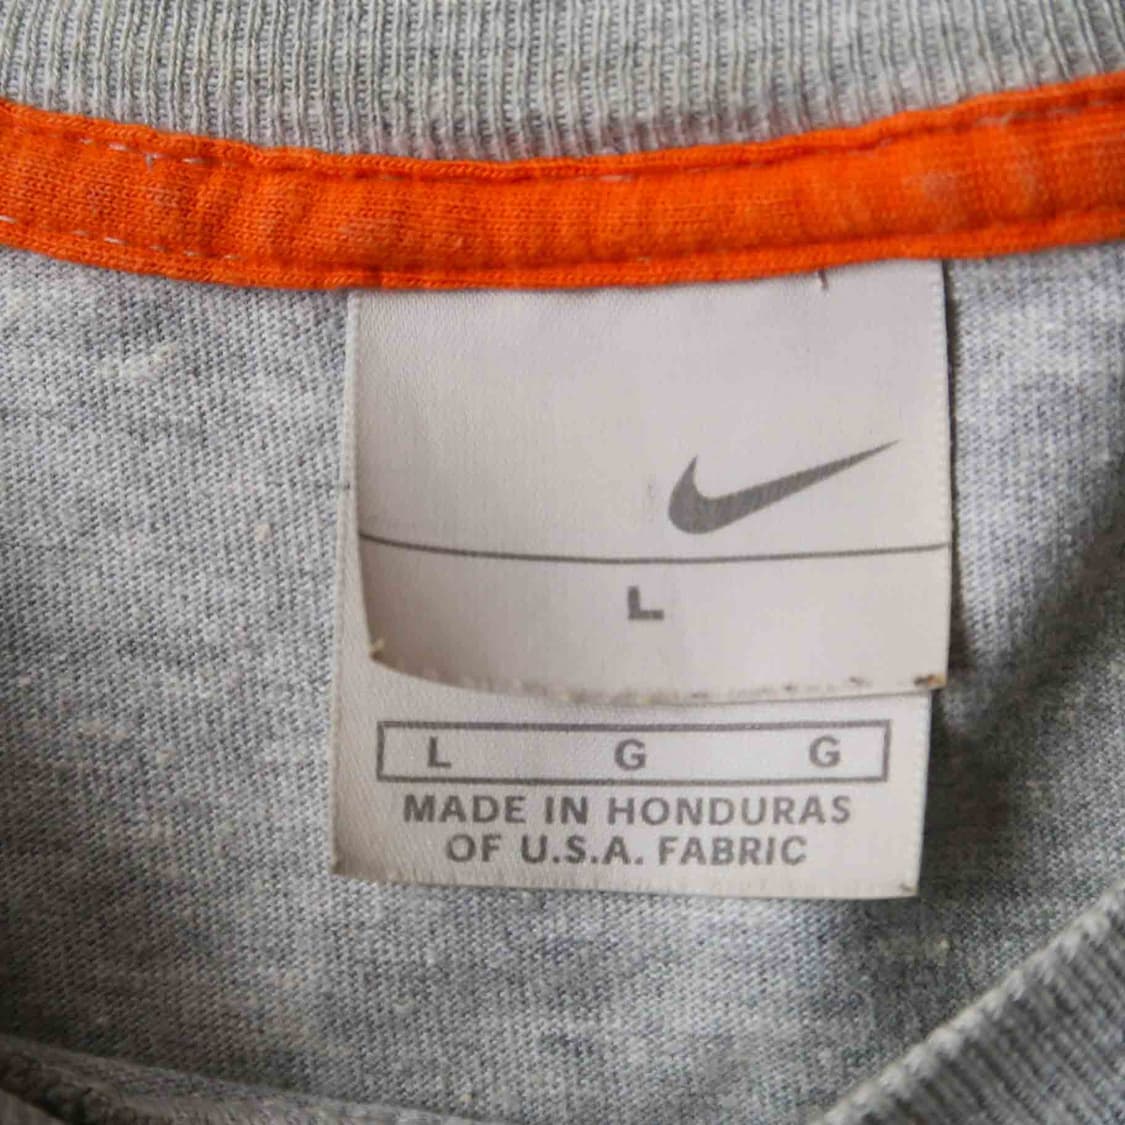 L
L G G
MADE IN HONDURAS
OF U.S.A. FABRIC